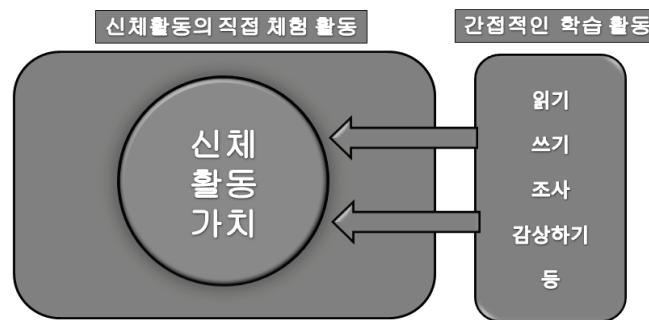 신체활동의 직접 체험 활동
간접적인 학습 활동
신체
활동
가치
읽기
쓰기
조사
감상하기
등